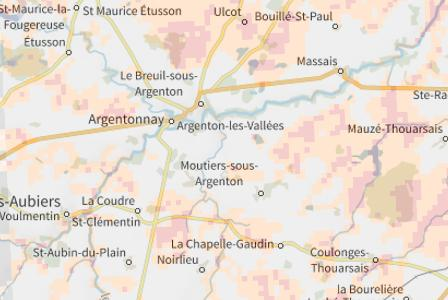 St-Maurice-la-
Fougereuse
St Maurice Étusson
Étusson
Ulcot
Bouillé-St-Paul
Massais
Le Breuil-sous-
Argenton
Argentonnay
Argenton-les-Vallées
Ste-Ra
Mauzé-Thouarsais
Moutiers-sous-
Argenton
s-Aubiers
Voulmentin
La Coudre
St-Clémentin
St-Aubin-du-Plain
La Chapelle-Gaudin
Noirlieu
Coulonges-
Thouarsais
la Bourelière